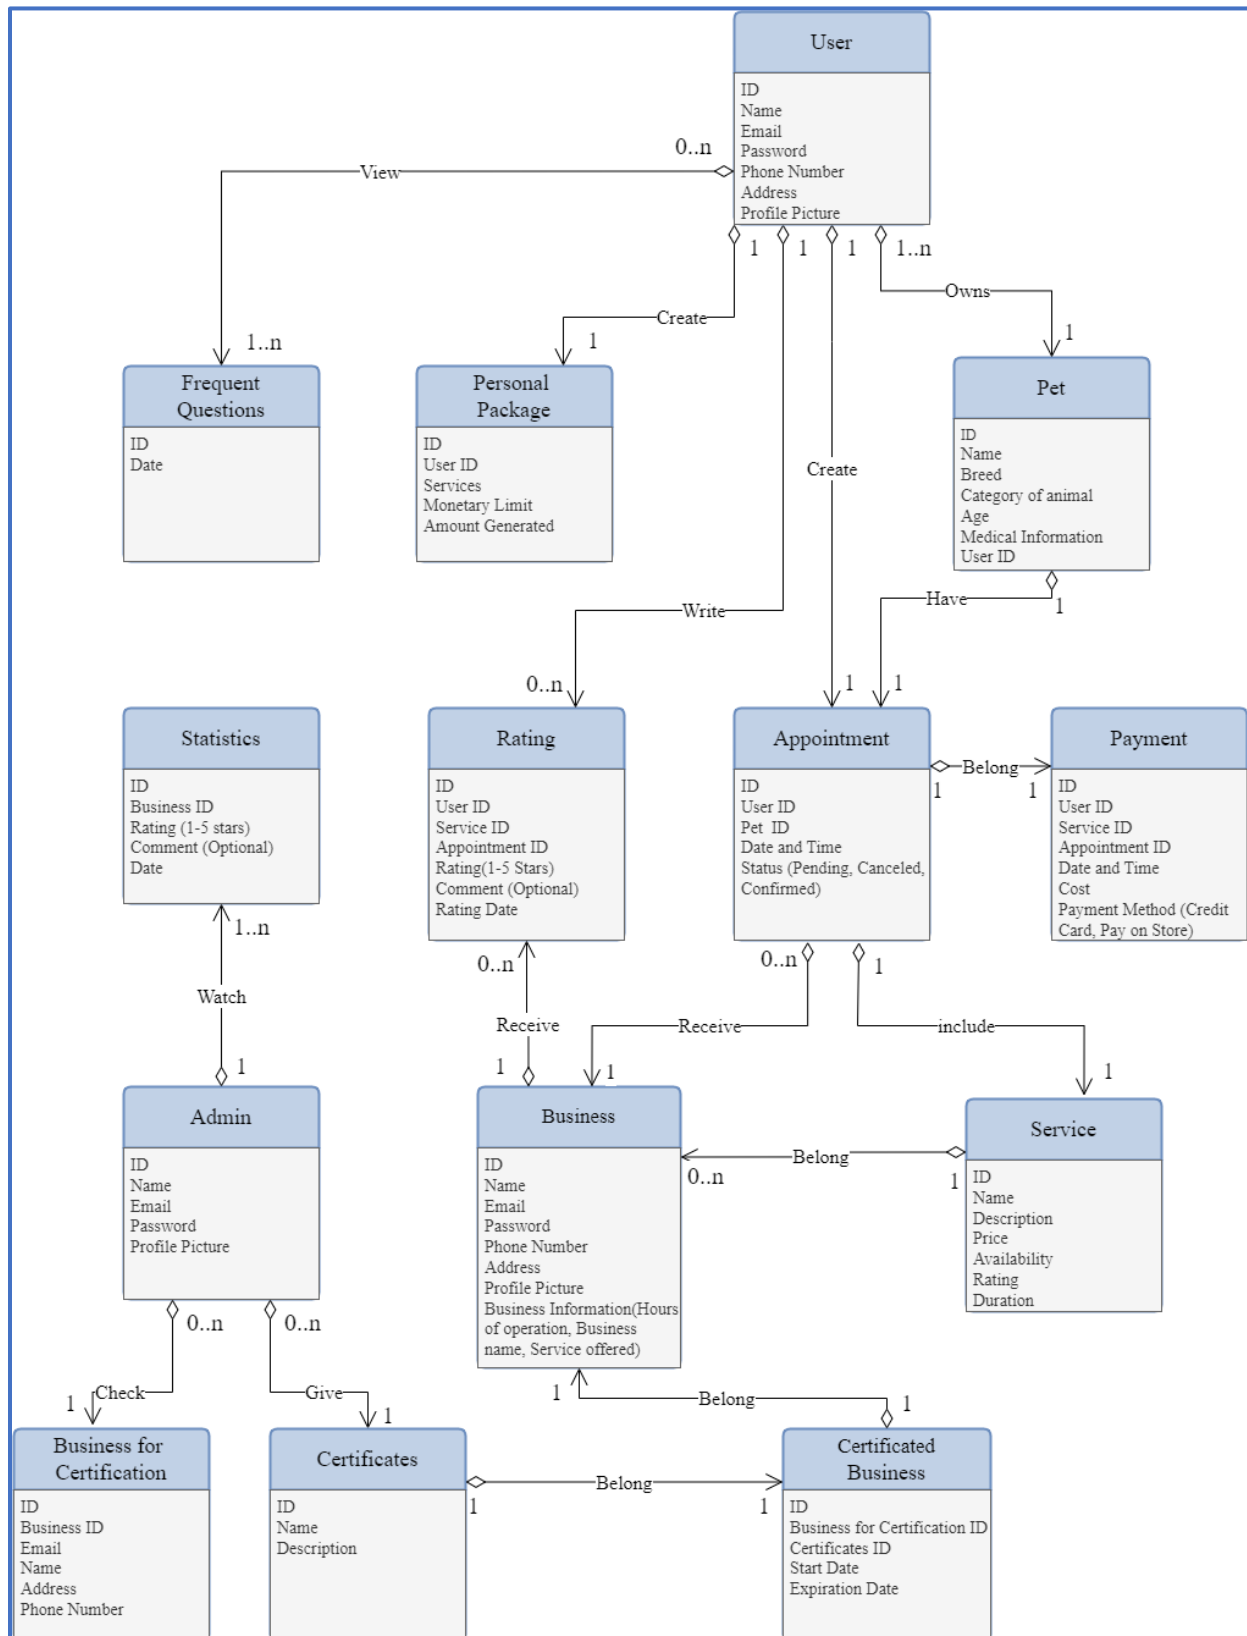 User
ID
Name
Email
Password
Phone Number
Address
Profile Picture
0..n
View
1
1
1
1..n
Owns
Create
1..n
1
1
Frequent
Questions
ID
Date
Personal
Package
ID
User ID
Services
Monetary Limit
Amount Generated
Pet
ID
Name
Breed
Category of animal
Age
Medical Information
User ID
Create
Have
1
Write
0..n
1
1
Statistics
ID
Business ID
Rating (1-5 stars)
Comment (Optional)
Date
Rating
ID
User ID
Service ID
Appointment ID
Rating(1-5 Stars)
Comment (Optional)
Rating Date
Appointment
ID
User ID
Pet ID
Date and Time
Status (Pending, Canceled,
Confirmed)
Belong
1
1
Payment
ID
User ID
Service ID
Appointment ID
Date and Time
Cost
Payment Method (Credit
Card, Pay on Store)
1..n
0..n
0..n
1
Watch
Receive
Receive
include
1
1
1
1
Admin
ID
Name
Email
Password
Profile Picture
Business
ID
Name
Email
Password
Phone Number
Address
Profile Picture
Business Information(Hours
of operation, Business
name, Service offered)
Belong
0..n
1
Service
ID
Name
Description
Price
Availability
Rating
Duration
0..n
0..n
Check
Give
1
1
1
Belong
1
Business for
Certification
ID
Business ID
Email
Name
Address
Phone Number
Certificates
ID
Name
Description
1
Belong
1
Certificated
Business
ID
Business for Certification ID
Certificates ID
Start Date
Expiration Date